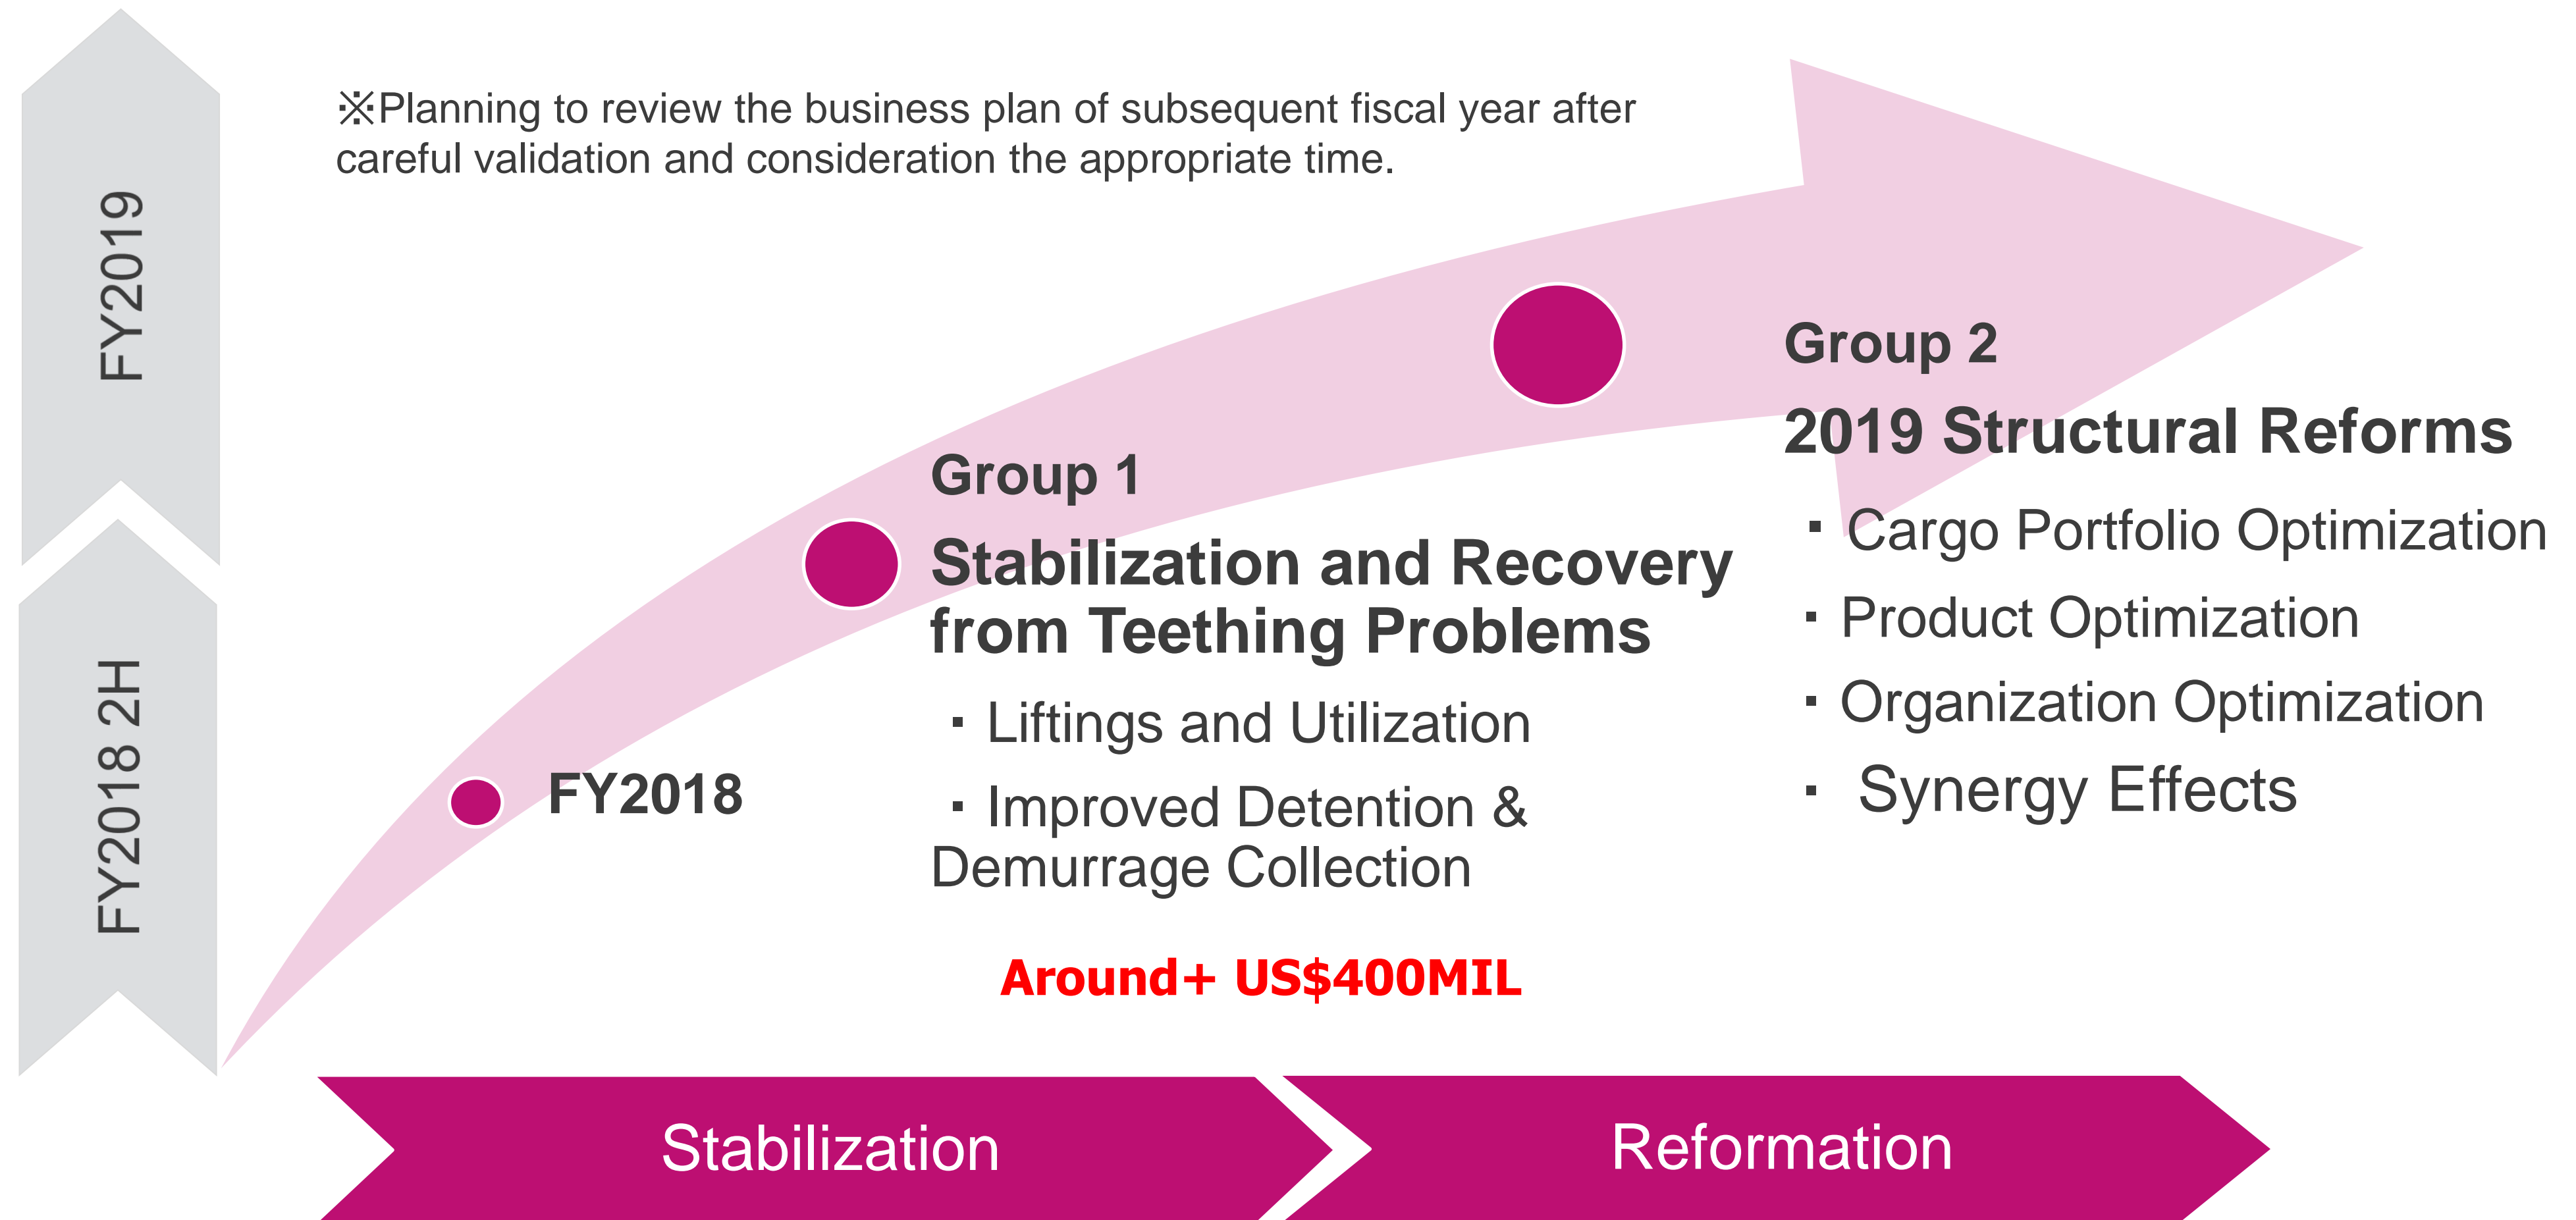 ※Planning to review the business plan of subsequent fiscal year after
careful validation and consideration the appropriate time.
FY2019
FY2018 2H
FY2018
Group 1
Stabilization and Recovery
from Teething Problems
・Liftings and Utilization
・Improved Detention &
Demurrage Collection
Around+ US$400MIL
Group 2
2019 Structural Reforms
・Cargo Portfolio Optimization
・Product Optimization
・Organization Optimization
・ Synergy Effects
Stabilization
Reformation